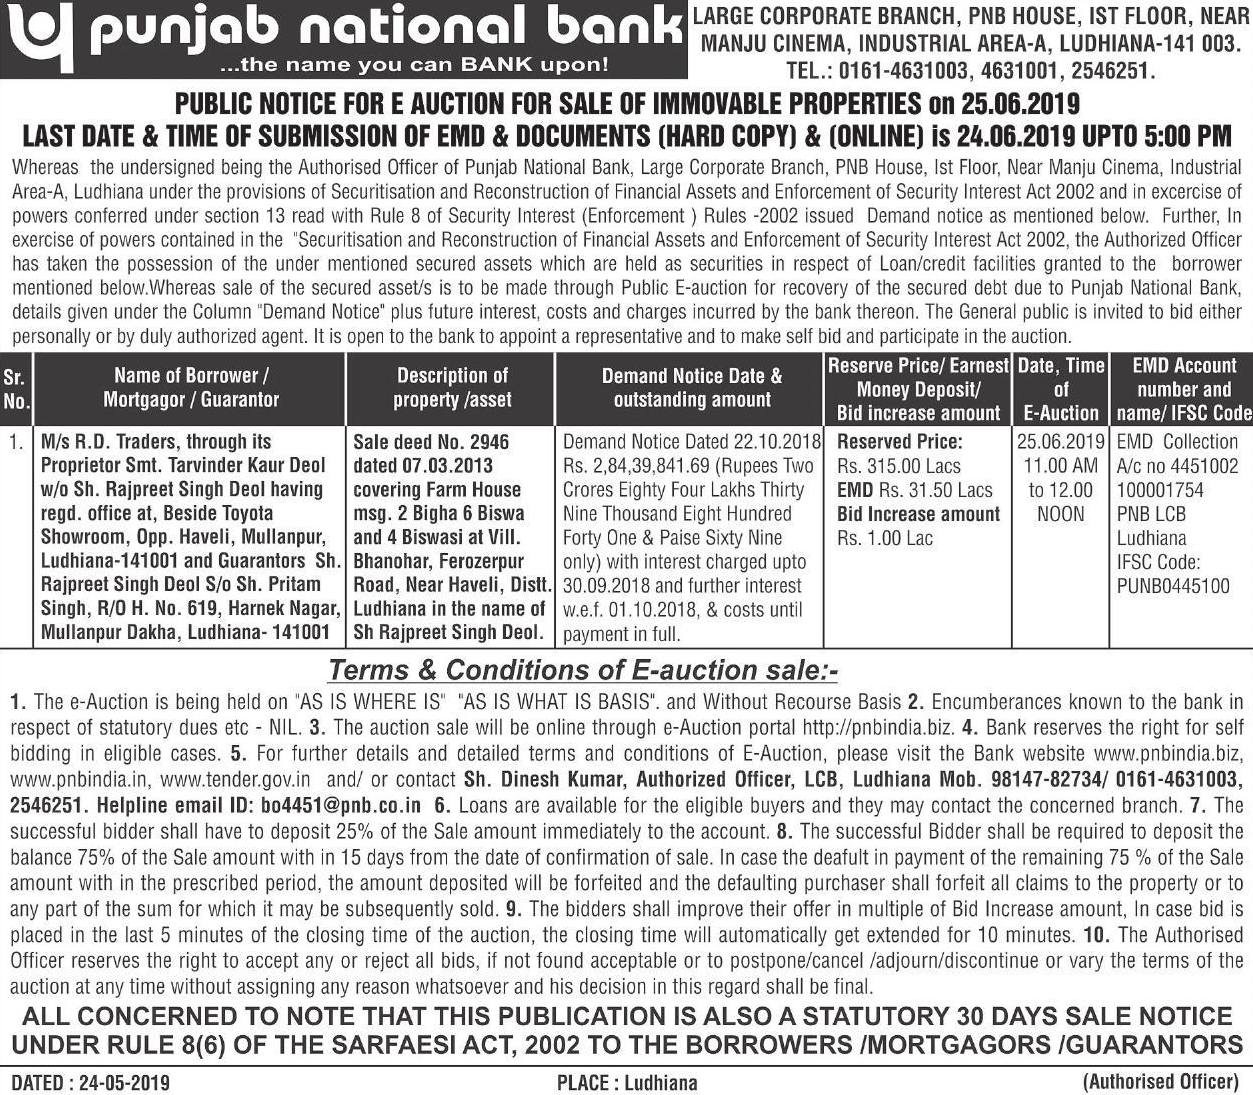 punjab national bank
...the name you can BANK upon!
LARGE CORPORATE BRANCH, PNB HOUSE, IST FLOOR, NEAR
MANJU CINEMA, INDUSTRIAL AREA-A, LUDHIANA-141 003.
TEL.: 0161-4631003, 4631001, 2546251.
PUBLIC NOTICE FOR E AUCTION FOR SALE OF IMMOVABLE PROPERTIES on 25.06.2019
LAST DATE & TIME OF SUBMISSION OF EMD & DOCUMENTS (HARD COPY) & (ONLINE) is 24.06.2019 UPTO 5:00 PM
Whereas the undersigned being the Authorised Officer of Punjab National Bank, Large Corporate Branch, PNB House, Ist Floor, Near Manju Cinema, Industrial
Area-A, Ludhiana under the provisions of Securitisation and Reconstruction of Financial Assets and Enforcement of Security Interest Act 2002 and in excercise of
powers conferred under section 13 read with Rule 8 of Security Interest (Enforcement ) Rules -2002 issued Demand notice as mentioned below. Further, In
exercise of powers contained in the "Securitisation and Reconstruction of Financial Assets and Enforcement of Security Interest Act 2002, the Authorized Officer
has taken the possession of the under mentioned secured assets which are held as securities in respect of Loan/credit facilities granted to the borrower
mentioned below.Whereas sale of the secured asset/s is to be made through Public E-auction for recovery of the secured debt due to Punjab National Bank,
details given under the Column "Demand Notice" plus future interest, costs and charges incurred by the bank thereon. The General public is invited to bid either
personally or by duly authorized agent. It is open to the bank to appoint a representative and to make self bid and participate in the auction.
Sr.
No.
Name of Borrower /
Mortgagor / Guarantor
Description of
property /asset
Demand Notice Date &
outstanding amount
Reserve Price/ Earnest
Money Deposit/
Bid increase amount
Date, Time
of
E-Auction
EMD Account
number and
name/ IFSC Code
1.
M/s R.D. Traders, through its
Proprietor Smt. Tarvinder Kaur Deol
w/o Sh. Rajpreet Singh Deol having
regd. office at, Beside Toyota
Showroom, Opp. Haveli, Mullanpur,
Ludhiana-141001 and Guarantors Sh.
Rajpreet Singh Deol S/o Sh. Pritam
Singh, R/O H. No. 619, Harnek Nagar,
Mullanpur Dakha, Ludhiana- 141001
Sale deed No. 2946
dated 07.03.2013
covering Farm House
msg. 2 Bigha 6 Biswa
and 4 Biswasi at Vill.
Bhanohar, Ferozerpur
Road, Near Haveli, Distt.
Ludhiana in the name of
Sh Rajpreet Singh Deol.
Demand Notice Dated 22.10.2018
Rs. 2,84,39,841.69 (Rupees Two
Crores Eighty Four Lakhs Thirty
Nine Thousand Eight Hundred
Forty One & Paise Sixty Nine
only) with interest charged upto
30.09.2018 and further interest
w.e.f. 01.10.2018, & costs until
payment in full.
Reserved Price:
Rs. 315.00 Lacs
EMD Rs. 31.50 Lacs
Bid Increase amount
Rs. 1.00 Lac
25.06.2019
11.00 AM
to 12.00
NOON
EMD Collection
A/c no 4451002
100001754
PNB LCB
Ludhiana
IFSC Code:
PUNB0445100
Terms & Conditions of E-auction sale:-
1. The e-Auction is being held on "AS IS WHERE IS" "AS IS WHAT IS BASIS". and Without Recourse Basis 2. Encumberances known to the bank in
respect of statutory dues etc - NIL. 3. The auction sale will be online through e-Auction portal http://pnbindia.biz. 4. Bank reserves the right for self
bidding in eligible cases. 5. For further details and detailed terms and conditions of E-Auction, please visit the Bank website www.pnbindia.biz,
www.pnbindia.in, www.tender.gov.in and/ or contact Sh. Dinesh Kumar, Authorized Officer, LCB, Ludhiana Mob. 98147-82734/ 0161-4631003,
2546251. Helpline email ID: bo4451@pnb.co.in 6. Loans are available for the eligible buyers and they may contact the concerned branch. 7. The
successful bidder shall have to deposit 25% of the Sale amount immediately to the account. 8. The successful Bidder shall be required to deposit the
balance 75% of the Sale amount with in 15 days from the date of confirmation of sale. In case the deafult in payment of the remaining 75 % of the Sale
amount with in the prescribed period, the amount deposited will be forfeited and the defaulting purchaser shall forfeit all claims to the property or to
any part of the sum for which it may be subsequently sold. 9. The bidders shall improve their offer in multiple of Bid Increase amount, In case bid is
placed in the last 5 minutes of the closing time of the auction, the closing time will automatically get extended for 10 minutes. 10. The Authorised
Officer reserves the right to accept any or reject all bids, if not found acceptable or to postpone/cancel /adjourn/discontinue or vary the terms of the
auction at any time without assigning any reason whatsoever and his decision in this regard shall be final.
ALL CONCERNED TO NOTE THAT THIS PUBLICATION IS ALSO A STATUTORY 30 DAYS SALE NOTICE
UNDER RULE 8(6) OF THE SARFAESI ACT, 2002 TO THE BORROWERS /MORTGAGORS /GUARANTORS
DATED : 24-05-2019
PLACE : Ludhiana
(Authorised Officer)